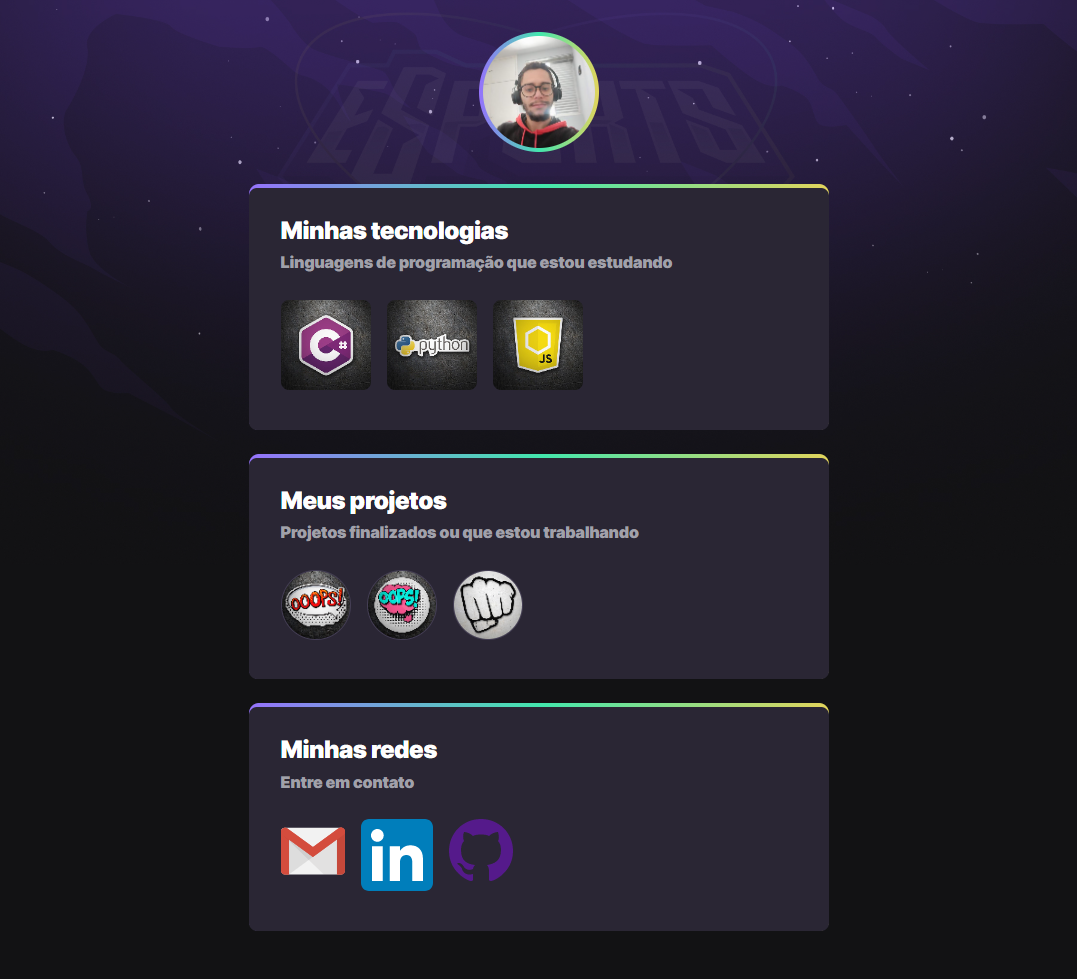 ESPORTS
Minhas tecnologias
Linguagens de programação que estou estudando
C#
python
JS
Meus projetos
Projetos finalizados ou que estou trabalhando
OOOPS!
OOPS!
Minhas redes
Entre em contato
in